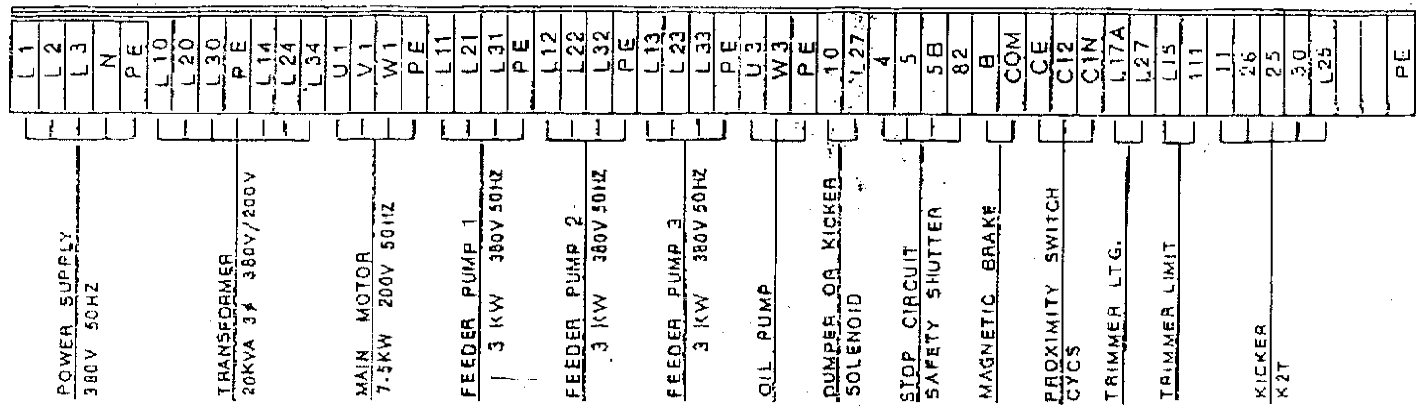 L1
L2
L3
N
PE
L10
L20
L30
PE
L14
L24
L34
U1
V1
W1
PE
L11
L21
L31
PE
L12
L22
L32
PE
L13
L23
L33
PE
U3
W3
PE
10
L27
4
5
5B
82
B
COM
CE
C12
C1N
L17A
L27
L15
111
11
26
25
30
L25
PE
POWER SUPPLY
380V 50HZ
TRANSFORMER
20KVA 3ø 380V/200V
MAIN MOTOR
7.5KW 200V 50HZ
FEEDER PUMP 1
3 KW 380V 50HZ
FEEDER PUMP 2
3 KW 380V 50HZ
FEEDER PUMP 3
3 KW 380V 50HZ
OIL PUMP
DUMPER OR KICKER
SOLENOID
STOP CIRCUIT
SAFETY SHUTTER
MAGNETIC BRAKE
PROXIMITY SWITCH
CYCS
TRIMMER LTG.
TRIMMER LIMIT
KICKER
K2T